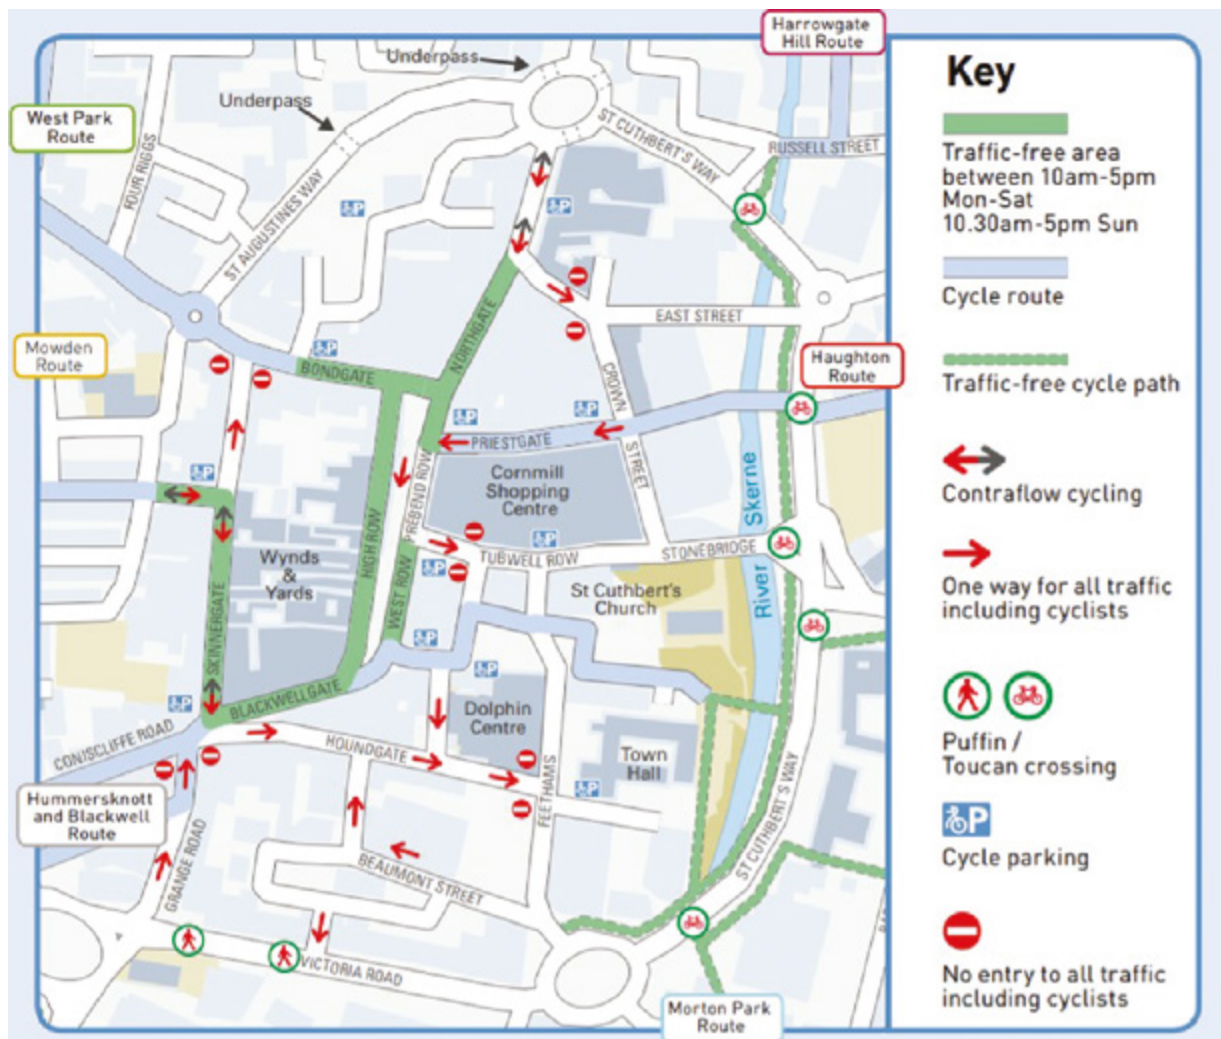 Harrowgate
Hill Route
Underpass
Underpass
West Park
Route
FOUR RIGGS
ST AUGUSTINES WAY
ST CUTHBERT'S WAY
RUSSELL STREET
P
P
Mowden
Route
P
BONDGATE
NORTHGATE
EAST STREET
CROWN
STREET
Haughton
Route
P
P
PRIESTGATE
P
Cornmill
Shopping
Centre
PREBEND ROW
HIGH ROW
Wynds
&
Yards
P
TUBWELL ROW
STONEBRIDGE
River Skerne
P
WEST ROW
St Cuthbert's
Church
SKINNERGATE
P
P
P
BLACKWELLGATE
CONISCLIFFE ROAD
HOUNDGATE
Dolphin
Centre
Town
Hall
P
FEETHAMS
Hummersknott
and Blackwell
Route
GRANGE ROAD
BEAUMONT STREET
ST CUTHBERT'S WAY
VICTORIA ROAD
Morton Park
Route
Key
Traffic-free area
between 10am-5pm
Mon-Sat
10.30am-5pm Sun
Cycle route
Traffic-free cycle path
Contraflow cycling
One way for all traffic
including cyclists
Puffin /
Toucan crossing
P
Cycle parking
No entry to all traffic
including cyclists